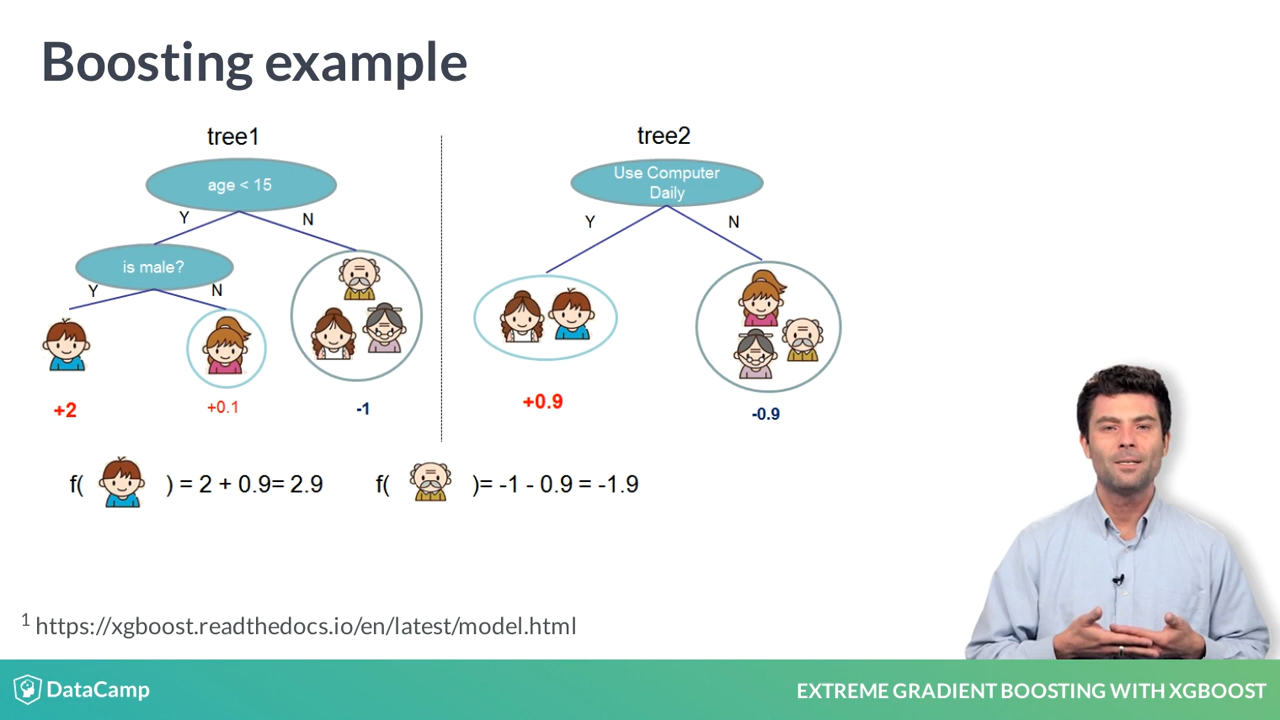 Boosting example
tree1
age < 15
Y
N
is male?
Y
N
+2
+0.1
-1
tree2
Use Computer
Daily
Y
N
+0.9
-0.9
f( ) = 2 + 0.9= 2.9
f( )= -1 - 0.9 = -1.9
1 https://xgboost.readthedocs.io/en/latest/model.html
DataCamp
EXTREME GRADIENT BOOSTING WITH XGBOOST